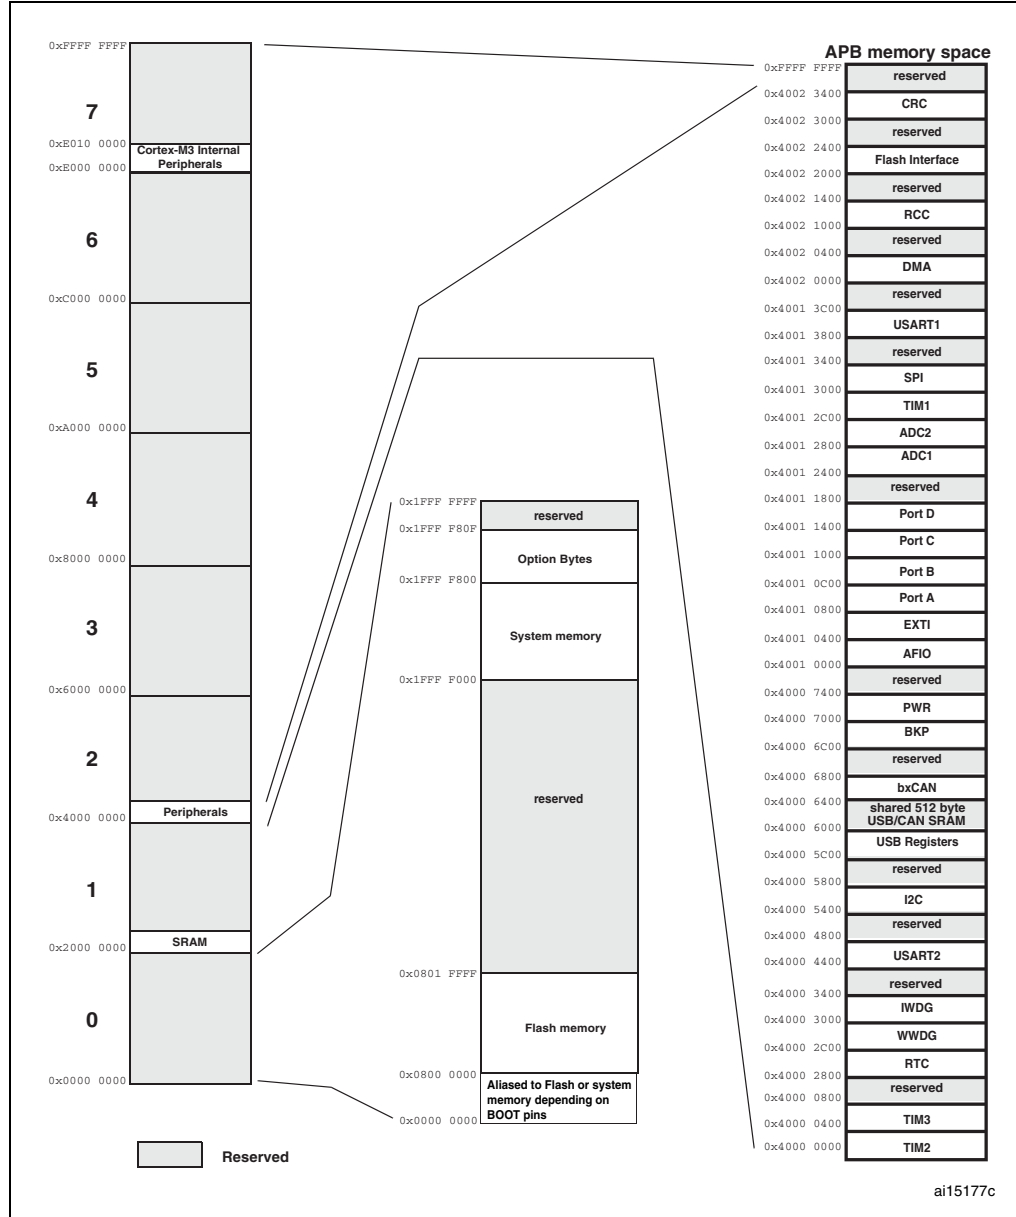 0xFFFF FFFF
7
0xE010 0000
Cortex-M3 Internal
Peripherals
0xE000 0000
6
0xC000 0000
5
0xA000 0000
4
0x8000 0000
3
0x6000 0000
2
Peripherals
0x4000 0000
1
SRAM
0x2000 0000
0
0x0000 0000
Reserved
0x1FFF FFFF
reserved
0x1FFF F80F
Option Bytes
0x1FFF F800
System memory
0x1FFF F000
reserved
0x0801 FFFF
Flash memory
0x0800 0000
Aliased to Flash or system
memory depending on
BOOT pins
0x0000 0000
APB memory space
0xFFFF FFFF
reserved
0x4002 3400
CRC
0x4002 3000
reserved
0x4002 2400
Flash Interface
0x4002 2000
reserved
0x4002 1400
RCC
0x4002 1000
reserved
0x4002 0400
DMA
0x4002 0000
reserved
0x4001 3C00
USART1
0x4001 3800
reserved
0x4001 3400
SPI
0x4001 3000
TIM1
0x4001 2C00
ADC2
0x4001 2800
ADC1
0x4001 2400
reserved
0x4001 1800
Port D
0x4001 1400
Port C
0x4001 1000
Port B
0x4001 0C00
Port A
0x4001 0800
EXTI
0x4001 0400
AFIO
0x4001 0000
reserved
0x4000 7400
PWR
0x4000 7000
BKP
0x4000 6C00
reserved
0x4000 6800
bxCAN
0x4000 6400
shared 512 byte
USB/CAN SRAM
0x4000 6000
USB Registers
0x4000 5C00
reserved
0x4000 5800
I2C
0x4000 5400
reserved
0x4000 4800
USART2
0x4000 4400
reserved
0x4000 3400
IWDG
0x4000 3000
WWDG
0x4000 2C00
RTC
0x4000 2800
reserved
0x4000 0800
TIM3
0x4000 0400
TIM2
0x4000 0000
ai15177c